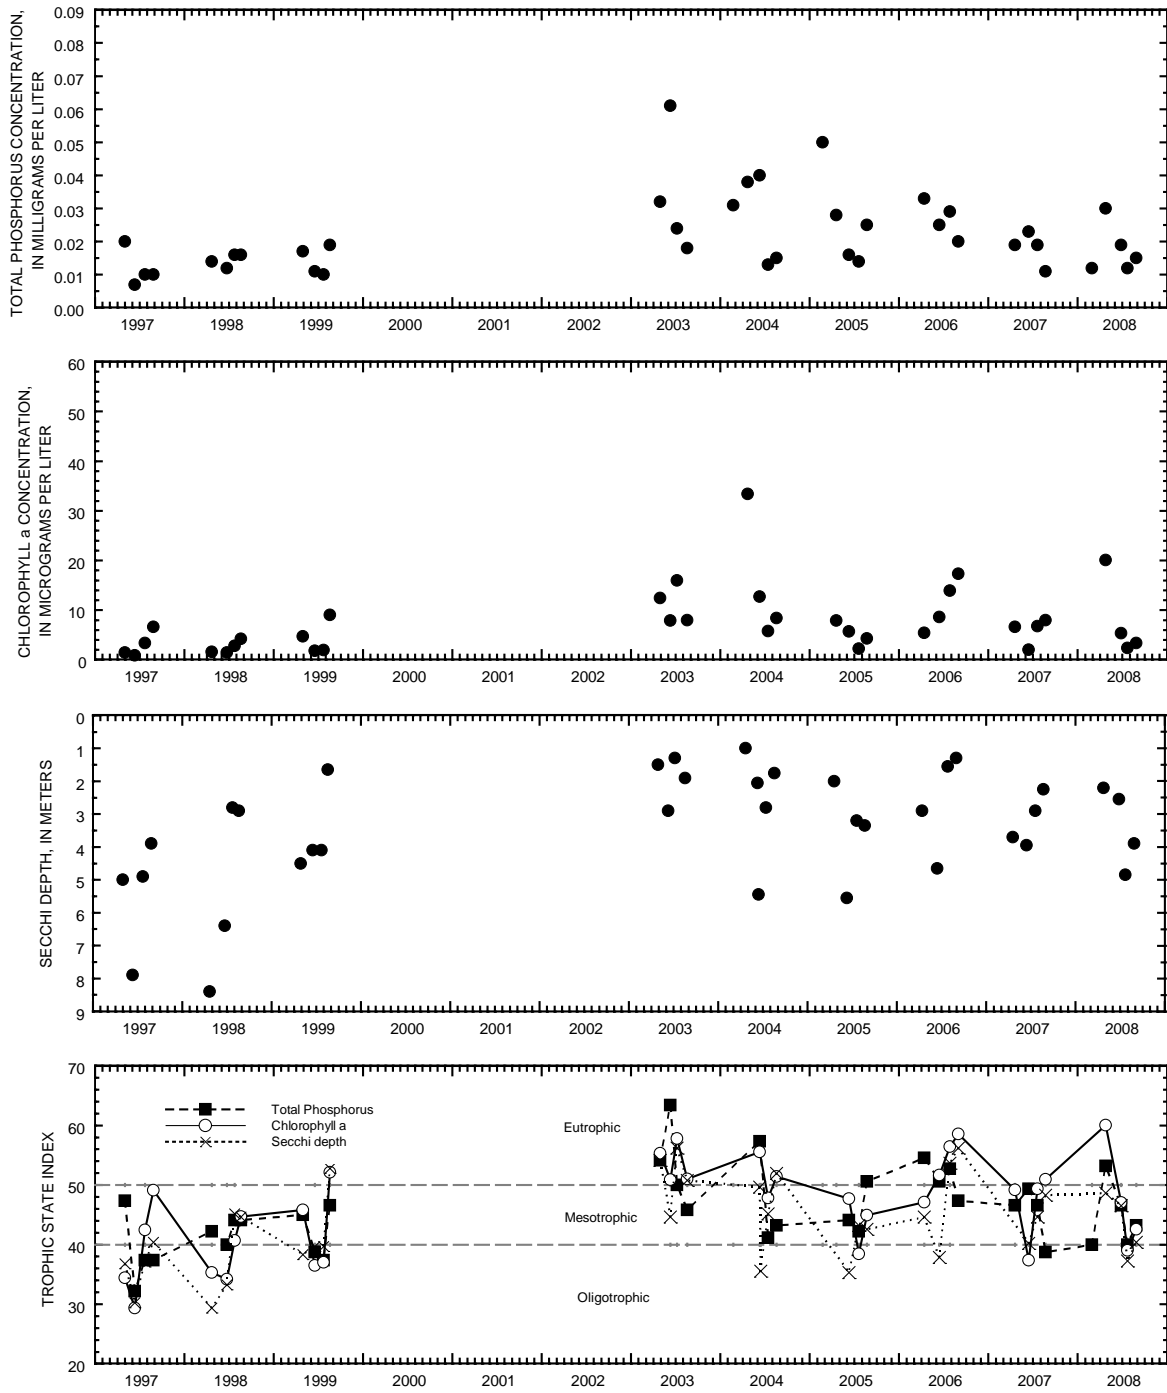 TOTAL PHOSPHORUS CONCENTRATION,
IN MILLIGRAMS PER LITER
0.09
0.08
0.07
0.06
0.05
0.04
0.03
0.02
0.01
0.00
1997 1998 1999 2000 2001 2002 2003 2004 2005 2006 2007 2008
CHLOROPHYLL a CONCENTRATION,
IN MICROGRAMS PER LITER
60
50
40
30
20
10
0
1997 1998 1999 2000 2001 2002 2003 2004 2005 2006 2007 2008
SECCHI DEPTH, IN METERS
0
1
2
3
4
5
6
7
8
9
1997 1998 1999 2000 2001 2002 2003 2004 2005 2006 2007 2008
TROPHIC STATE INDEX
70
60
50
40
30
20
Total Phosphorus
Chlorophyll a
Secchi depth
Eutrophic
Mesotrophic
Oligotrophic
1997 1998 1999 2000 2001 2002 2003 2004 2005 2006 2007 2008